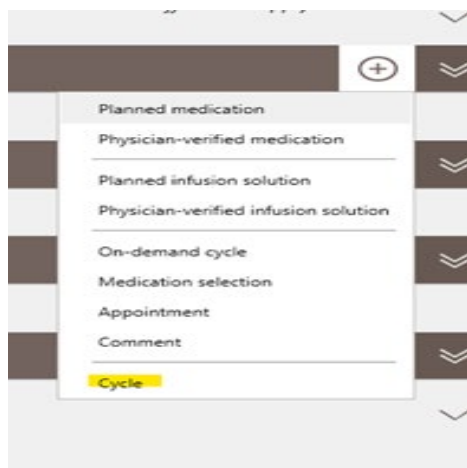 Planned medication
Physician-verified medication
Planned infusion solution
Physician-verified infusion solution
On-demand cycle
Medication selection
Appointment
Comment
Cycle